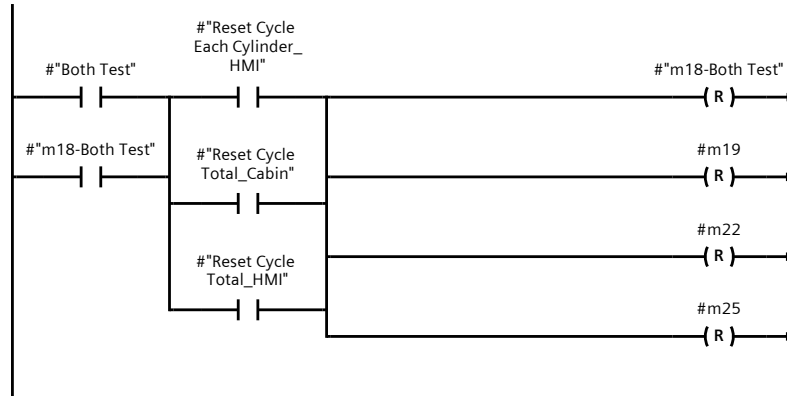 #"Reset Cycle
Each Cylinder_
HMI"
#"Both Test"
#"m18-Both Test"
R
#"m18-Both Test"
#"Reset Cycle
Total_Cabin"
#m19
R
#m22
R
#"Reset Cycle
Total_HMI"
#m25
R